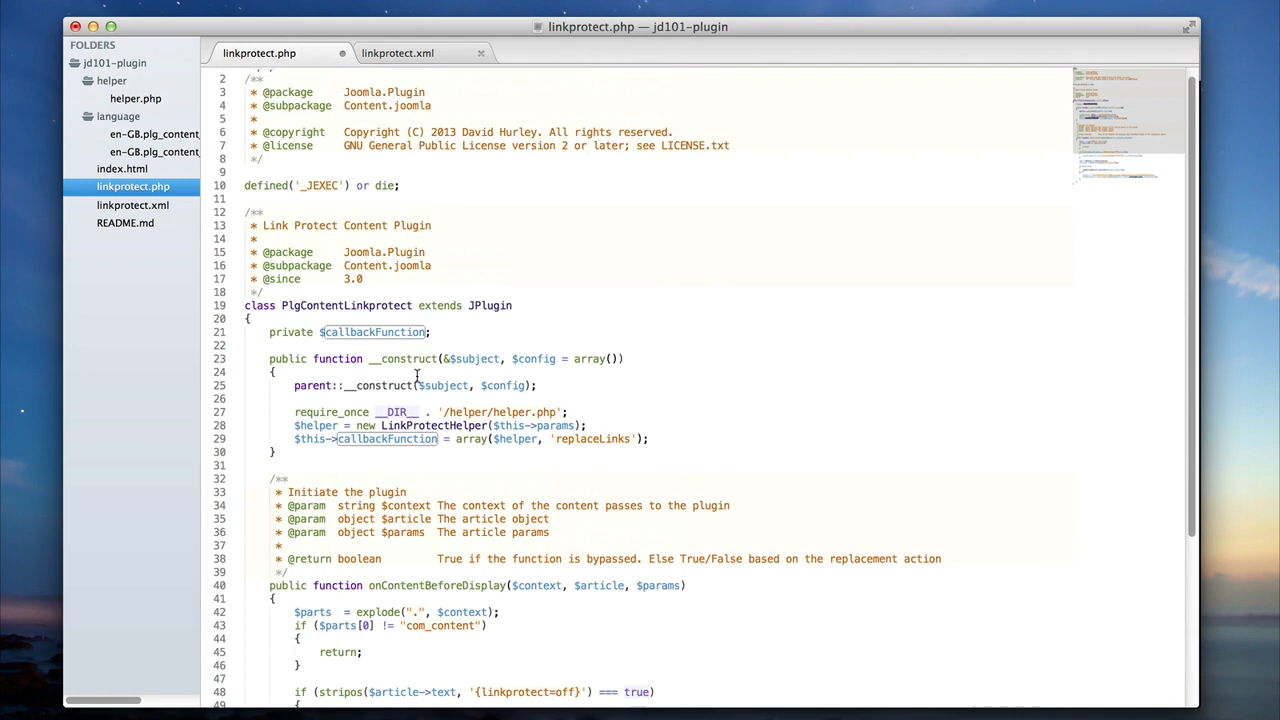 linkprotect.php — jd101-plugin
FOLDERS
jd101-plugin
helper
helper.php
language
en-GB.plg_content
en-GB.plg_content
index.html
linkprotect.php
linkprotect.xml
README.md
linkprotect.php
linkprotect.xml
2 /**
3 * @package Joomla.Plugin
4 * @subpackage Content.joomla
5 *
6 * @copyright Copyright (C) 2013 David Hurley. All rights reserved.
7 * @license GNU General Public License version 2 or later; see LICENSE.txt
8 */
9
10 defined('_JEXEC') or die;
11
12 /**
13 * Link Protect Content Plugin
14 *
15 * @package Joomla.Plugin
16 * @subpackage Content.joomla
17 * @since 3.0
18 */
19 class PlgContentLinkprotect extends JPlugin
20 {
21 private $callbackFunction;
22
23 public function __construct(&$subject, $config = array())
24 {
25 parent::__construct($subject, $config);
26
27 require_once __DIR__ . '/helper/helper.php';
28 $helper = new LinkProtectHelper($this->params);
29 $this->callbackFunction = array($helper, 'replaceLinks');
30 }
31
32 /**
33 * Initiate the plugin
34 * @param string $context The context of the content passes to the plugin
35 * @param object $article The article object
36 * @param object $params The article params
37 *
38 * @return boolean True if the function is bypassed. Else True/False based on the replacement action
39 */
40 public function onContentBeforeDisplay($context, $article, $params)
41 {
42 $parts = explode(".", $context);
43 if ($parts[0] != "com_content")
44 {
45 return;
46 }
47
48 if (stripos($article->text, '{linkprotect=off}') === true)
49 {